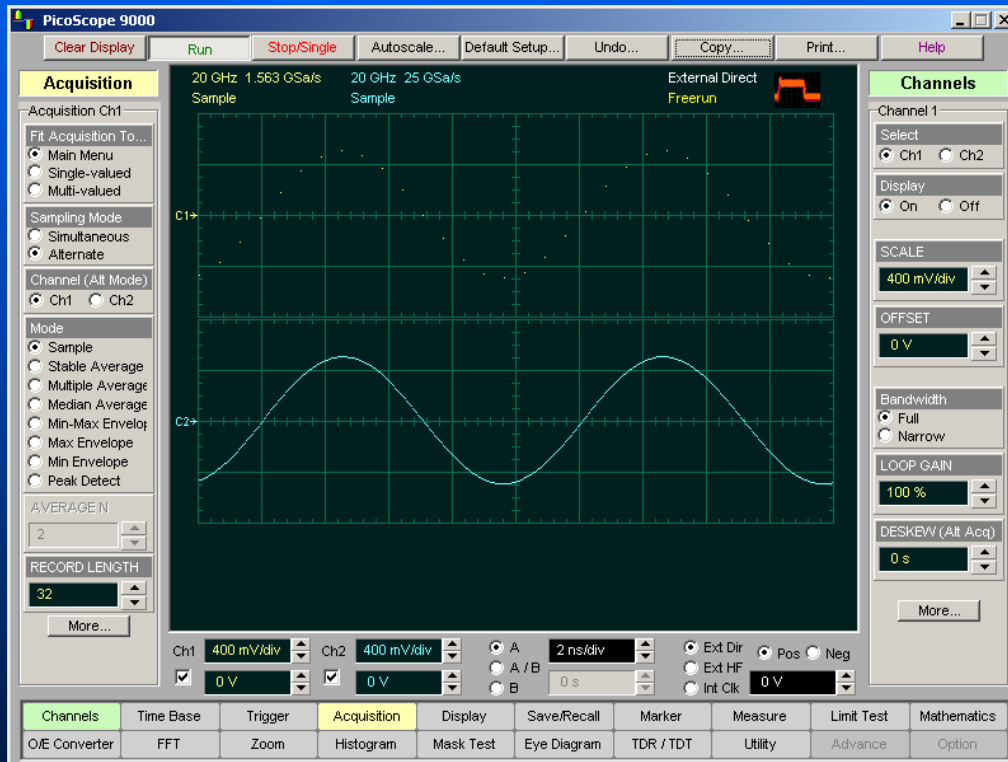 PicoScope 9000
Clear Display Run Stop/Single Autoscale... Default Setup... Undo... Copy... Print... Help
Acquisition
Acquisition Ch1
Fit Acquisition To...
Main Menu
Single-valued
Multi-valued
Sampling Mode
Simultaneous
Alternate
Channel (Alt Mode)
Ch1 Ch2
Mode
Sample
Stable Average
Multiple Average
Median Average
Min-Max Envelop
Max Envelope
Min Envelope
Peak Detect
AVERAGE N
2
RECORD LENGTH
32
More...
20 GHz 1.563 GSa/s 20 GHz 25 GSa/s External Direct
Sample Sample Freerun
C1
C2
Channels
Channel 1
Select
Ch1 Ch2
Display
On Off
SCALE
400 mV/div
OFFSET
0 V
Bandwidth
Full
Narrow
LOOP GAIN
100 %
DESKEW (Alt Acq)
0 s
More...
Ch1 400 mV/div Ch2 400 mV/div A 2 ns/div Ext Dir Pos Neg
A / B Ext HF
0 V 0 V B 0 s Int Clk 0 V
Channels Time Base Trigger Acquisition Display Save/Recall Marker Measure Limit Test Mathematics
O/E Converter FFT Zoom Histogram Mask Test Eye Diagram TDR / TDT Utility Advance Option